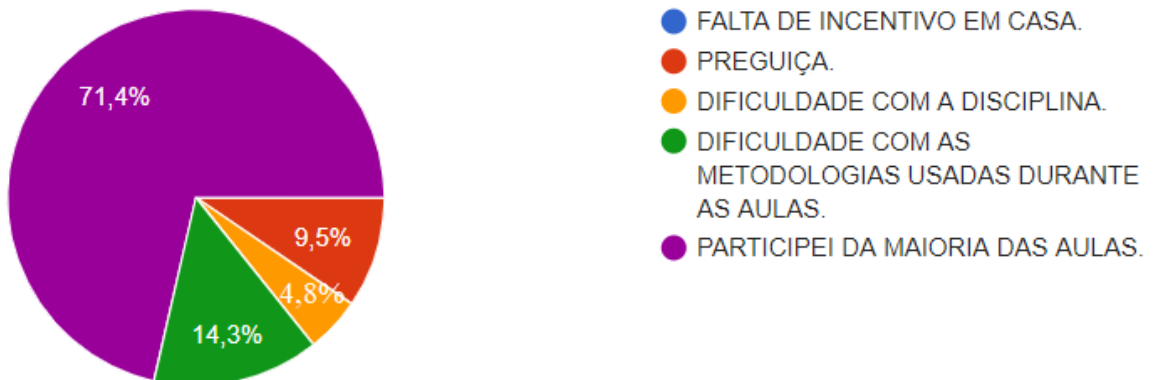 71,4%
9,5%
4,8%
14,3%
FALTA DE INCENTIVO EM CASA.
PREGUIÇA.
DIFICULDADE COM A DISCIPLINA.
DIFICULDADE COM AS
METODOLOGIAS USADAS DURANTE
AS AULAS.
PARTICIPEI DA MAIORIA DAS AULAS.